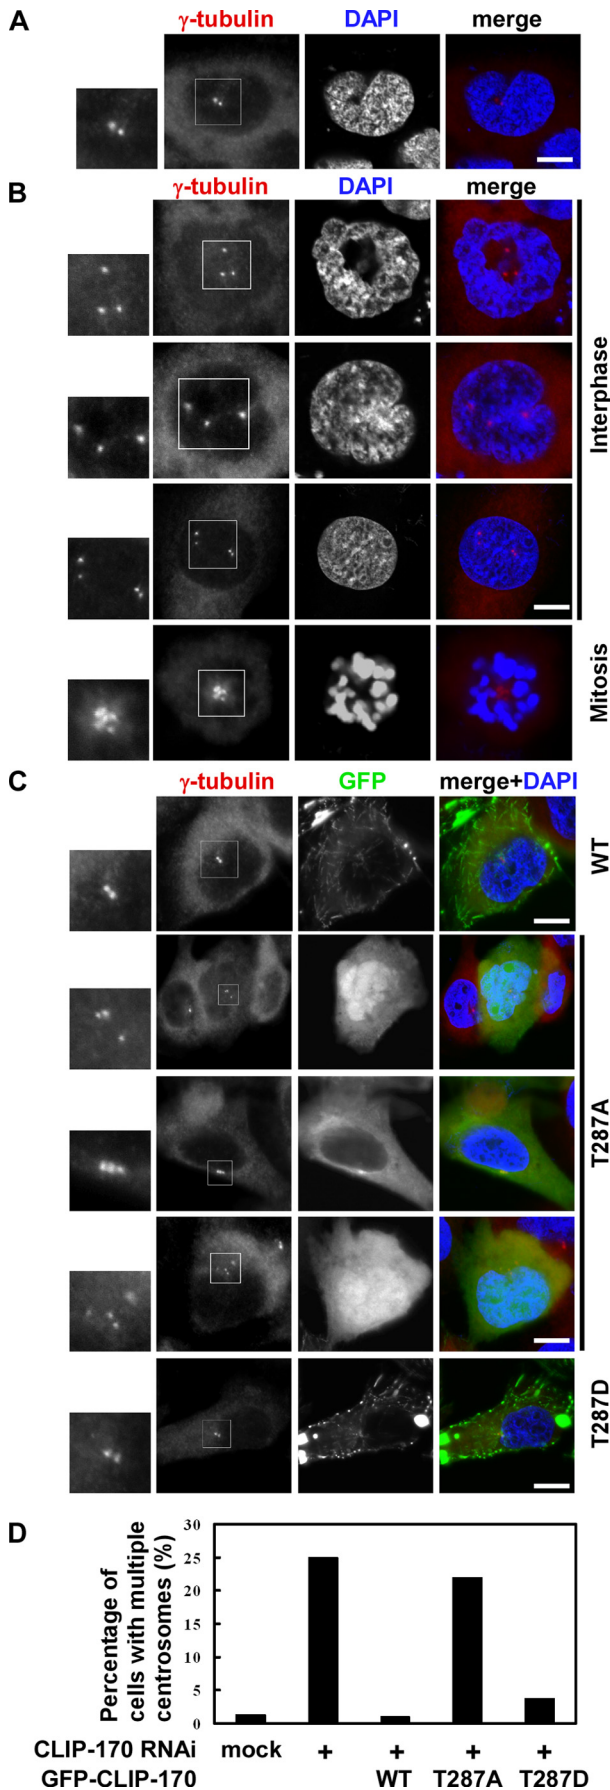 A
γ-tubulin DAPI merge
B
γ-tubulin DAPI merge
Interphase
Mitosis
C
γ-tubulin GFP merge+DAPI
WT
T287A
T287D
D
Percentage of
cells with multiple
centrosomes (%)
30
25
20
15
10
5
0
CLIP-170 RNAi mock + + + +
GFP-CLIP-170 WT T287A T287D